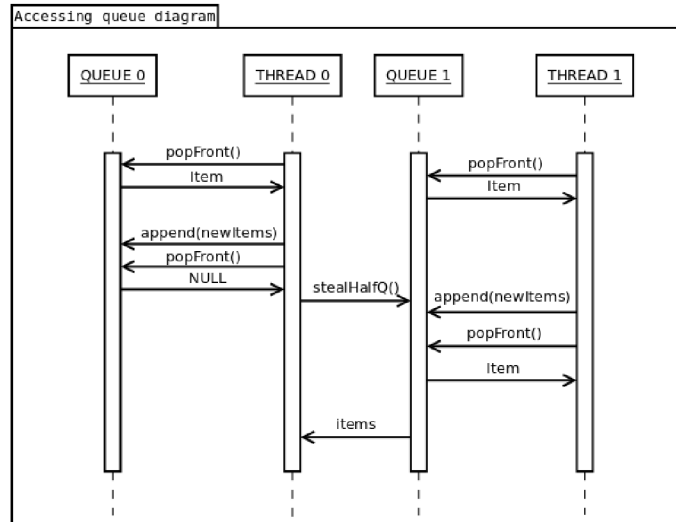 Accessing queue diagram
QUEUE 0
THREAD 0
QUEUE 1
THREAD 1
popFront()
popFront()
Item
Item
append(newItems)
popFront()
NULL
stealHalfQ()
append(newItems)
popFront()
Item
items